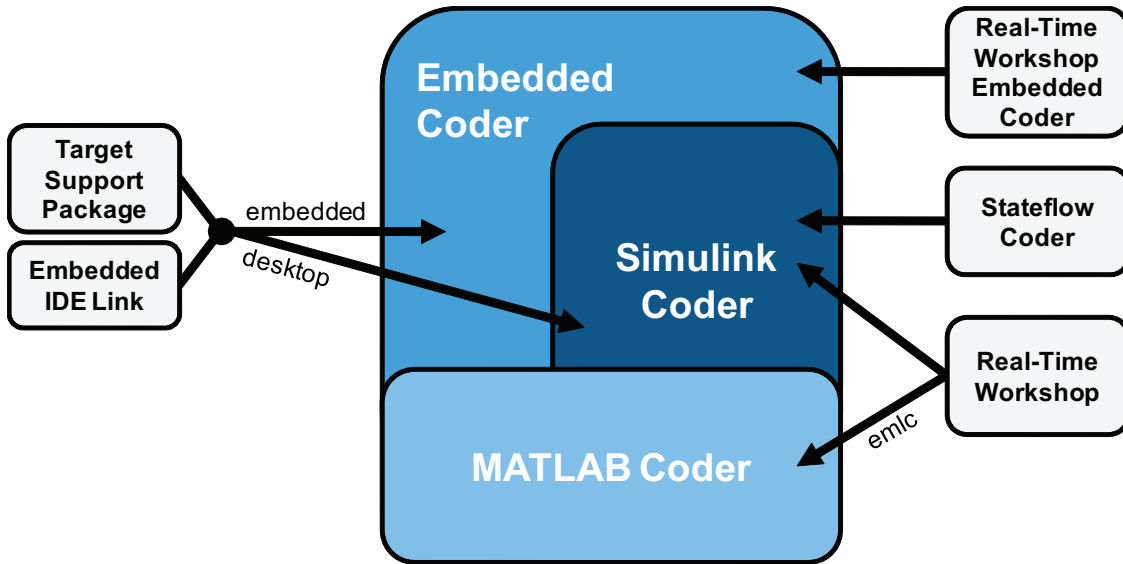 Target
Support
Package
Embedded
IDE Link
embedded
desktop
Embedded
Coder
Simulink
Coder
MATLAB Coder
Real-Time
Workshop
Embedded
Coder
Stateflow
Coder
Real-Time
Workshop
emlc